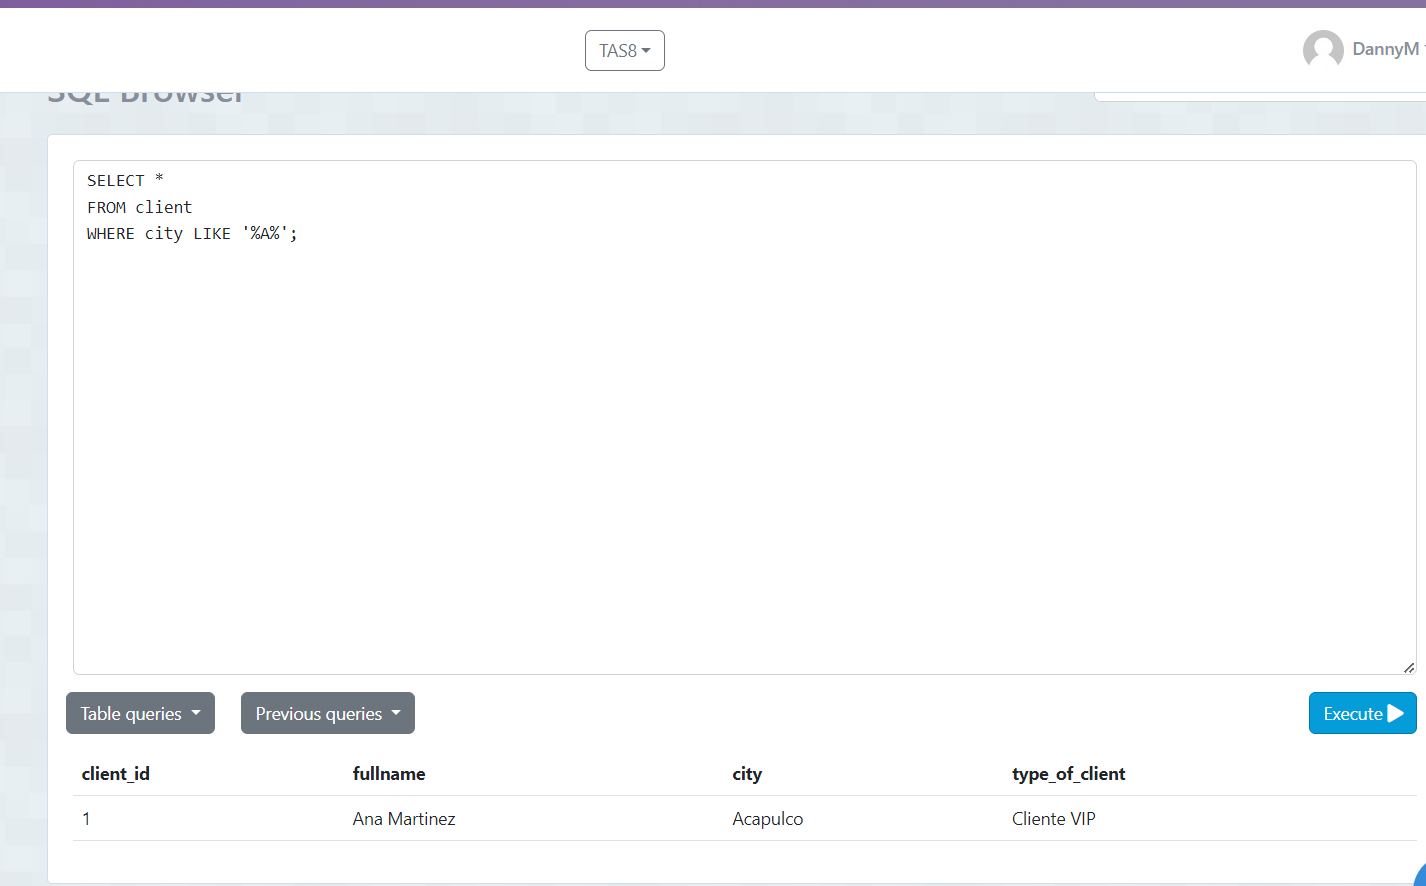 TAS8
DannyM
SQL Browser
SELECT *
FROM client
WHERE city LIKE '%A%';
Table queries
Previous queries
Execute
client_id fullname city type_of_client
1 Ana Martinez Acapulco Cliente VIP